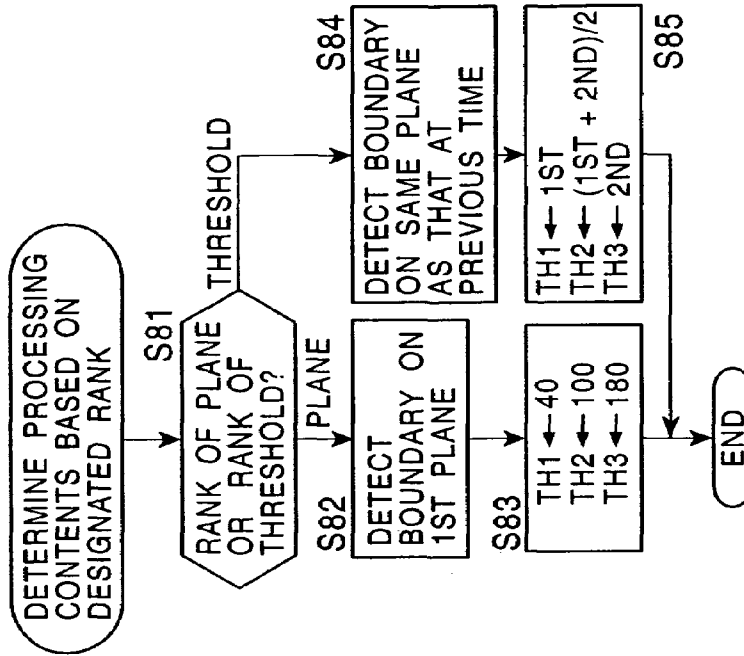 DETERMINE PROCESSING
CONTENTS BASED ON
DESIGNATED RANK
S81
RANK OF PLANE
OR RANK OF
THRESHOLD?
THRESHOLD
PLANE
S82
DETECT
BOUNDARY ON
1ST PLANE
S83
TH1 ← 40
TH2 ← 100
TH3 ← 180
S84
DETECT BOUNDARY
ON SAME PLANE
AS THAT AT
PREVIOUS TIME
S85
TH1 ← 1ST
TH2 ← (1ST + 2ND)/2
TH3 ← 2ND
END